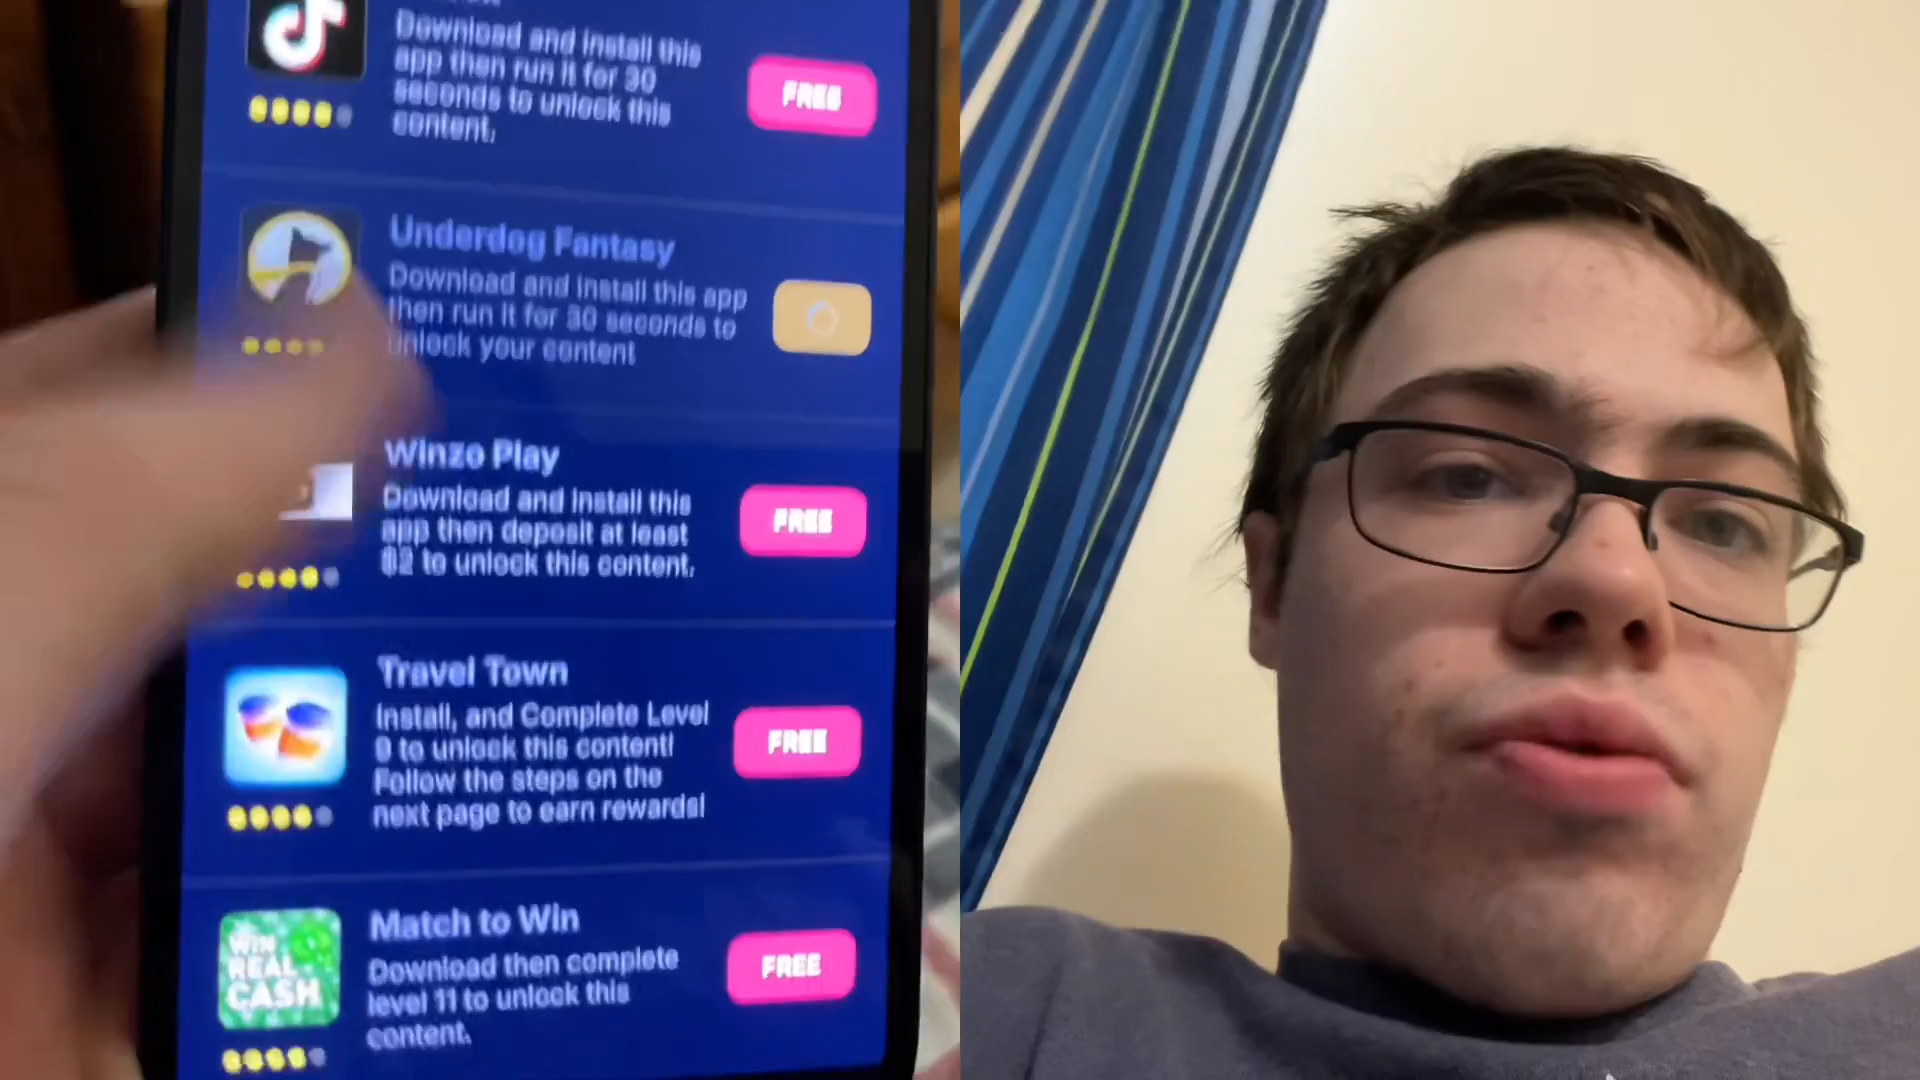 Download and install this
app then run it for 30
seconds to unlock this
content.
FREE
Underdog Fantasy
Download and install this app
then run it for 30 seconds to
unlock your content
Winzo Play
Download and install this
app then deposit at least
$2 to unlock this content.
FREE
Travel Town
Install, and Complete Level
9 to unlock this content!
Follow the steps on the
next page to earn rewards!
FREE
WIN
REAL
CASH
Match to Win
Download then complete
level 11 to unlock this
content.
FREE